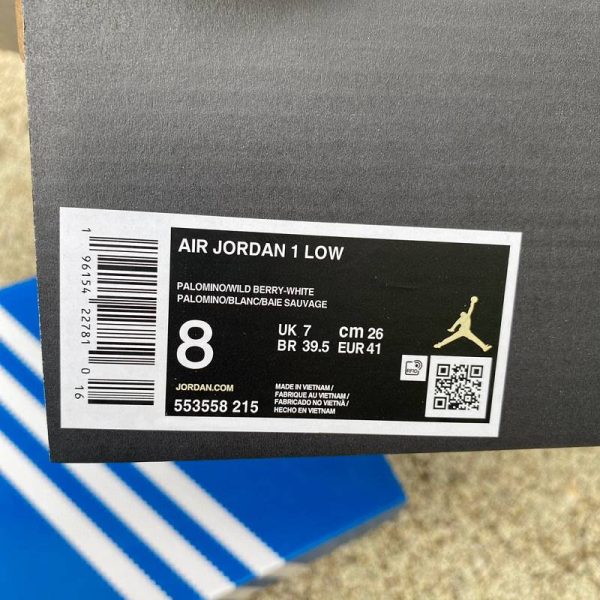 AIR JORDAN 1 LOW
PALOMINO/WILD BERRY-WHITE
PALOMINO/BLANC/BAIE SAUVAGE
8
UK 7 cm 26
BR 39.5 EUR 41
JORDAN.COM
553558 215
MADE IN VIETNAM /
FABRIQUE AU VIETNAM /
FABRICADO NO VIETNÃ /
HECHO EN VIETNAM
RFID
1 96154 22781 0 16